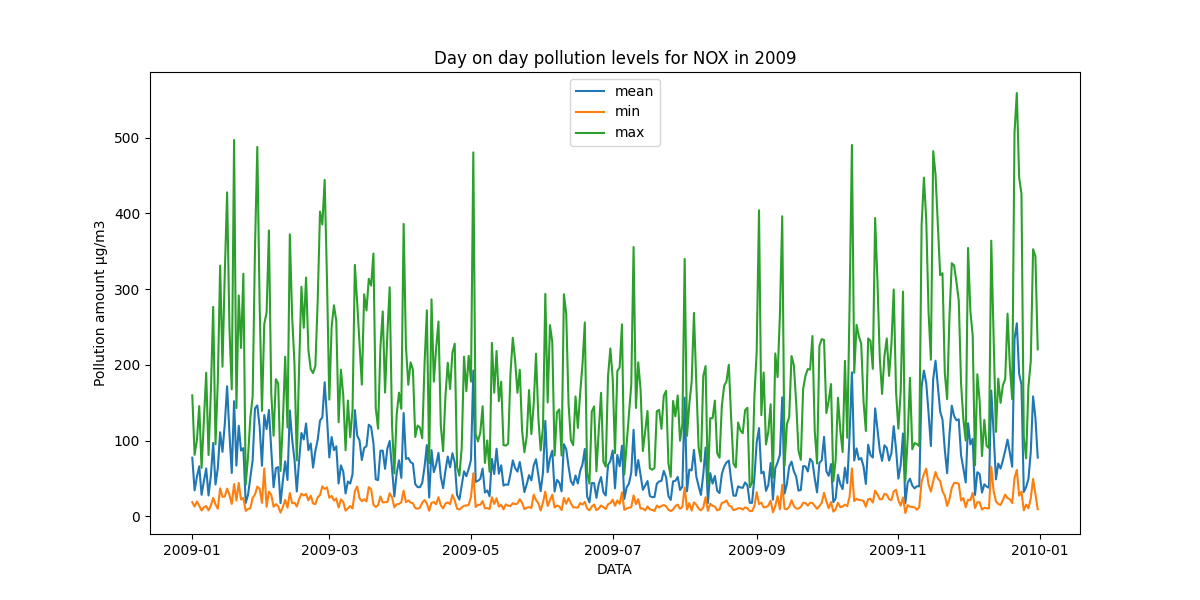 Day on day pollution levels for NOX in 2009
mean
min
max
Pollution amount µg/m3
500
400
300
200
100
0
2009-01 2009-03 2009-05 2009-07 2009-09 2009-11 2010-01
DATA